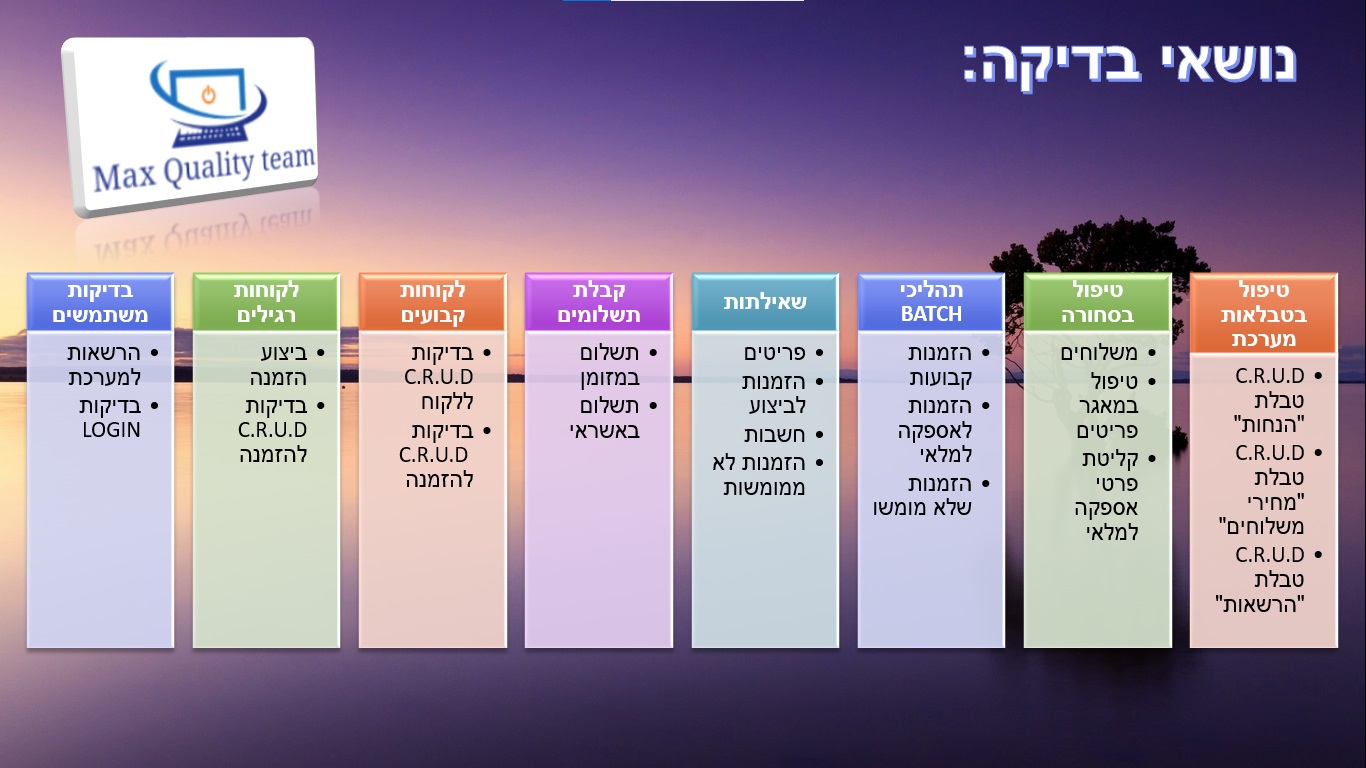 נושאי בדיקה:
Max Quality team
טיפול
בטבלאות
מערכת
• C.R.U.D
טבלת
"הנחות"
• C.R.U.D
טבלת
"מחירי
משלוחים"
• C.R.U.D
טבלת
"הרשאות"
טיפול
בסחורה
• משלוחים
• טיפול
במאגר
פריטים
• קליטת
פרטי
אספקה
למלאי
תהליכי
BATCH
• הזמנות
קבועות
• הזמנות
לאספקה
למלאי
• הזמנות
שלא מומשו
שאילתות
• פריטים
• הזמנות
לביצוע
• חשבות
• הזמנות לא
ממומשות
קבלת
תשלומים
• תשלום
במזומן
• תשלום
באשראי
לקוחות
קבועים
• בדיקות
C.R.U.D
ללקוח
• בדיקות
C.R.U.D
להזמנה
לקוחות
רגילים
• ביצוע
הזמנה
• בדיקות
C.R.U.D
להזמנה
בדיקות
משתמשים
• הרשאות
למערכת
• בדיקות
LOGIN